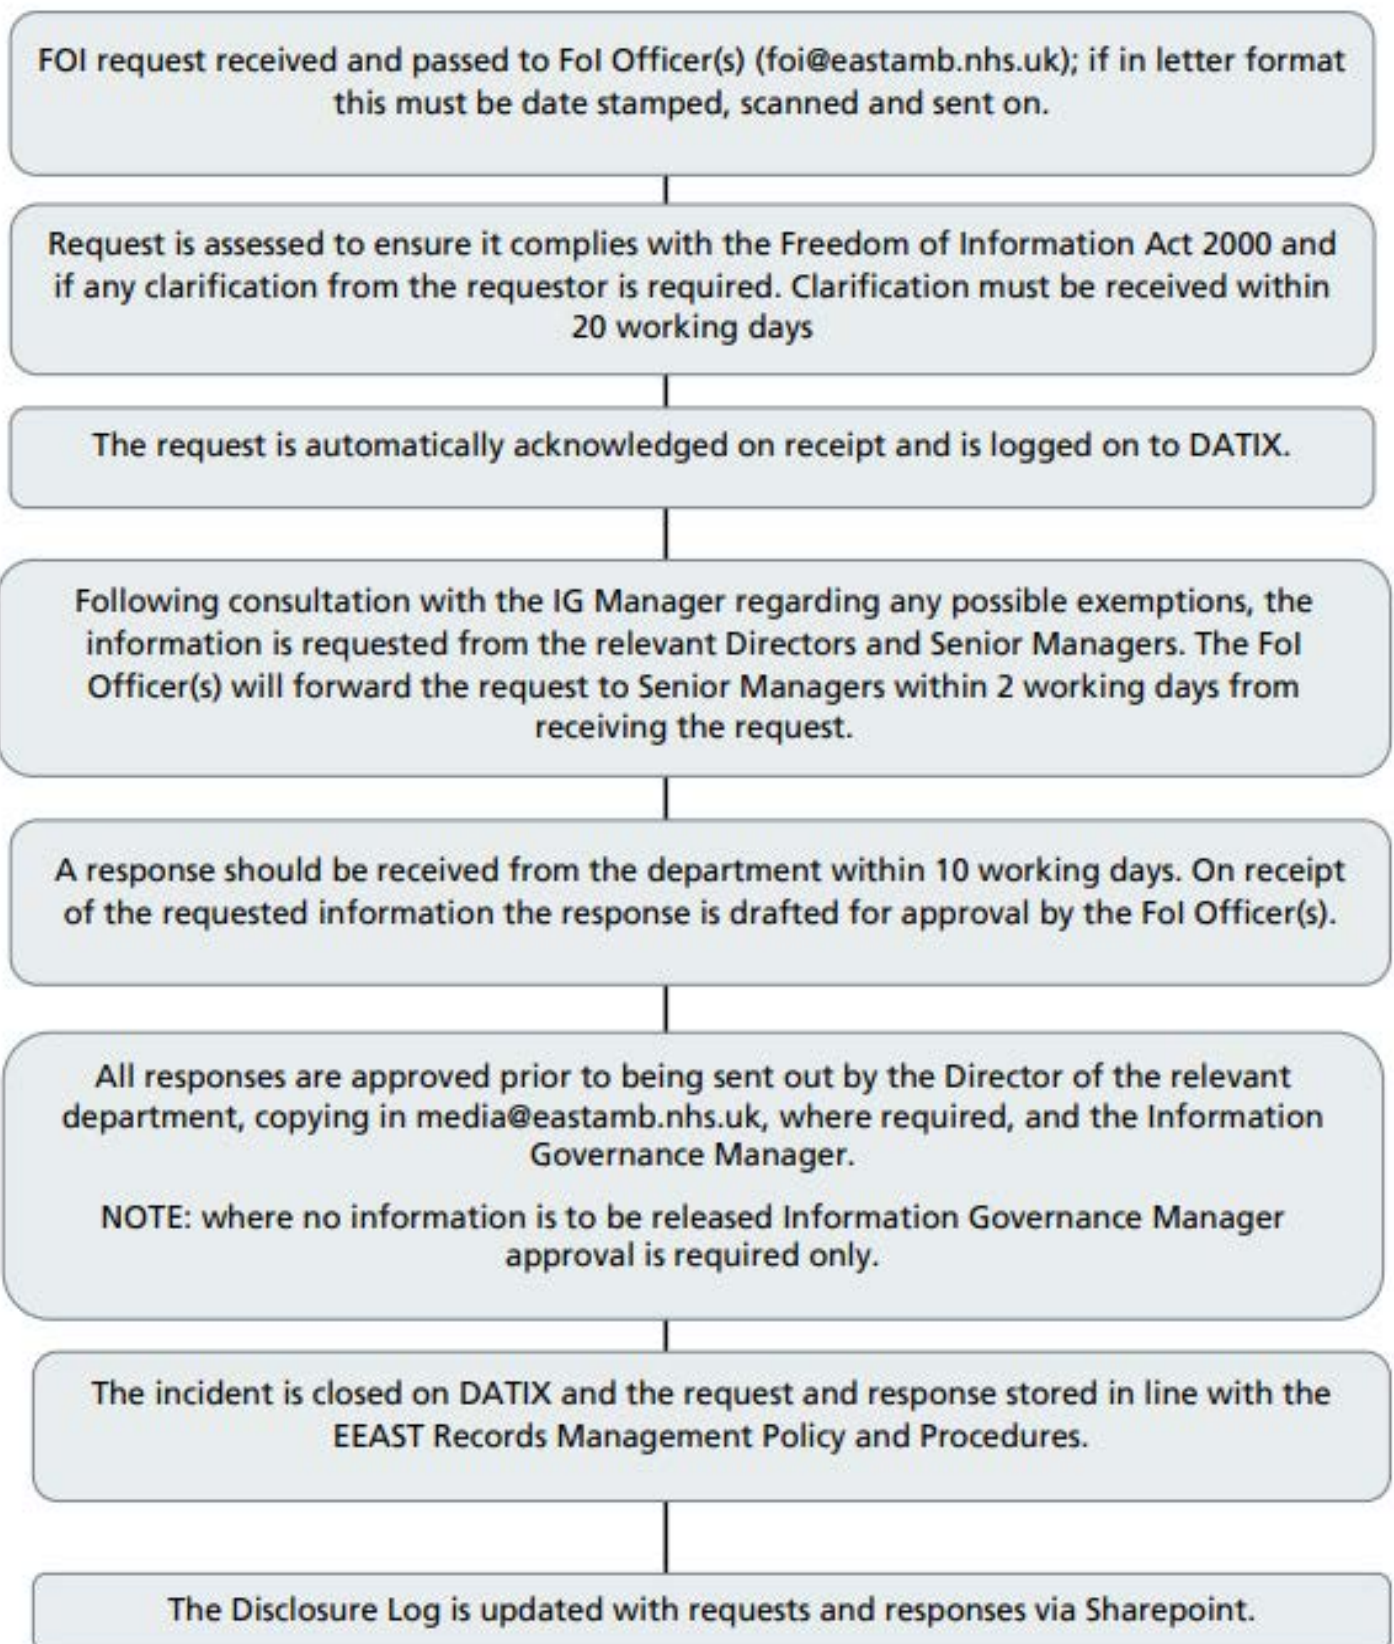 FOI request received and passed to FoI Officer(s) (foi@eastamb.nhs.uk); if in letter format
this must be date stamped, scanned and sent on.
Request is assessed to ensure it complies with the Freedom of Information Act 2000 and
if any clarification from the requestor is required. Clarification must be received within
20 working days
The request is automatically acknowledged on receipt and is logged on to DATIX.
Following consultation with the IG Manager regarding any possible exemptions, the
information is requested from the relevant Directors and Senior Managers. The FoI
Officer(s) will forward the request to Senior Managers within 2 working days from
receiving the request.
A response should be received from the department within 10 working days. On receipt
of the requested information the response is drafted for approval by the FoI Officer(s).
All responses are approved prior to being sent out by the Director of the relevant
department, copying in media@eastamb.nhs.uk, where required, and the Information
Governance Manager.
NOTE: where no information is to be released Information Governance Manager
approval is required only.
The incident is closed on DATIX and the request and response stored in line with the
EEAST Records Management Policy and Procedures.
The Disclosure Log is updated with requests and responses via Sharepoint.